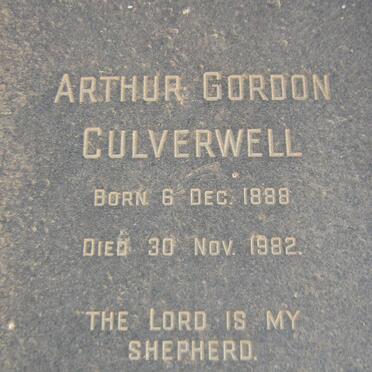 ARTHUR GORDON
CULVERWELL
BORN 6 DEC. 1888
DIED 30 NOV. 1982.
THE LORD IS MY
SHEPHERD.